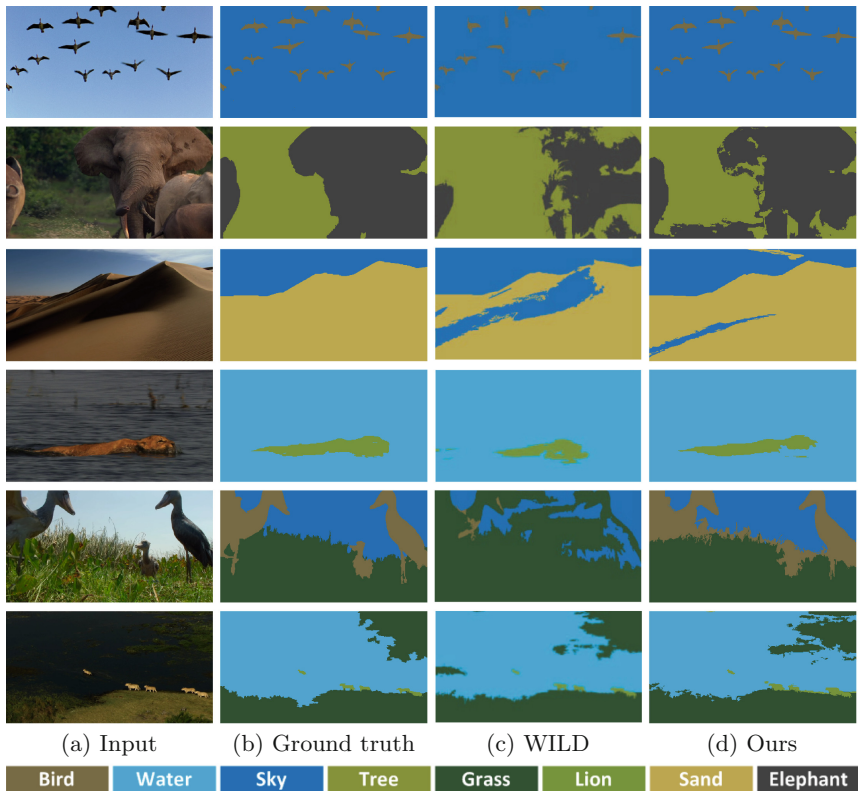 (a) Input (b) Ground truth (c) WILD (d) Ours
Bird Water Sky Tree Grass Lion Sand Elephant